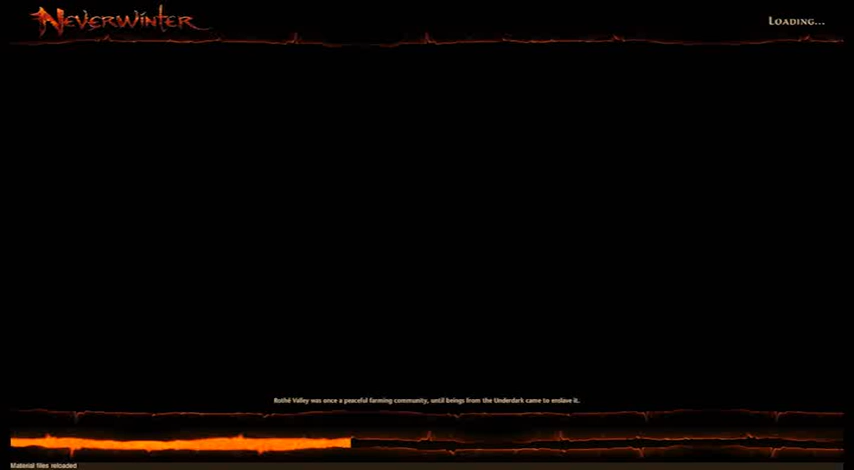 NEVERWINTER
LOADING...
Rothé Valley was once a peaceful farming community, until beings from the Underdark came to enslave it.
Material files reloaded